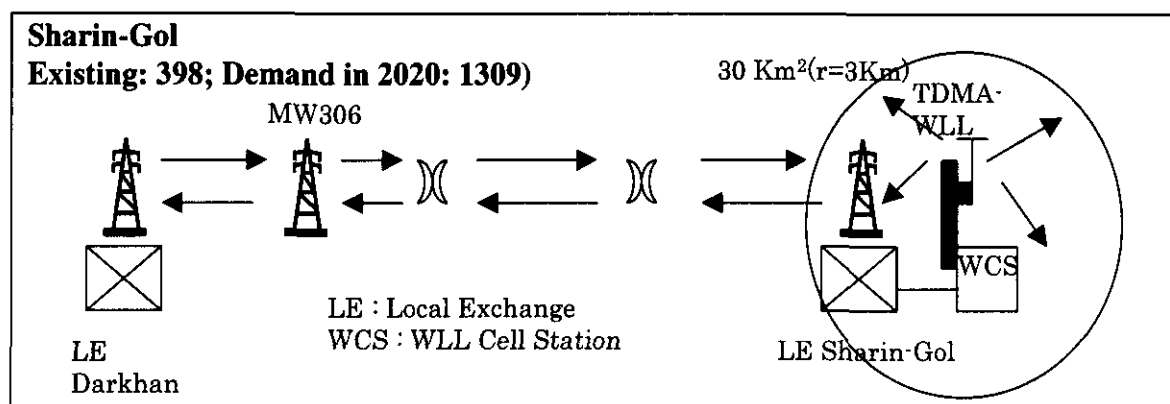 Sharin-Gol
Existing: 398; Demand in 2020: 1309)
30 Km²(r=3Km)
MW306
TDMA-
WLL
WCS
LE : Local Exchange
WCS : WLL Cell Station
LE
Darkhan
LE Sharin-Gol